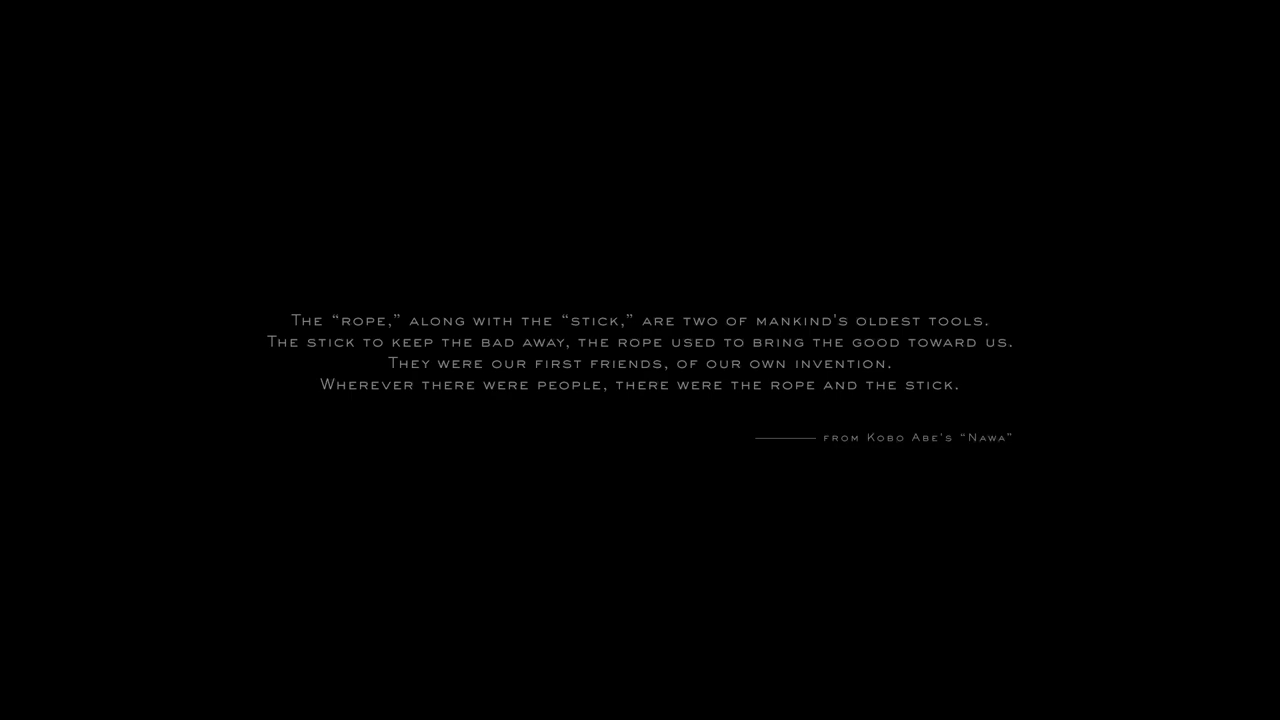 The “rope,” along with the “stick,” are two of mankind's oldest tools.
The stick to keep the bad away, the rope used to bring the good toward us.
They were our first friends, of our own invention.
Wherever there were people, there were the rope and the stick.
from Kobo Abe's “Nawa”